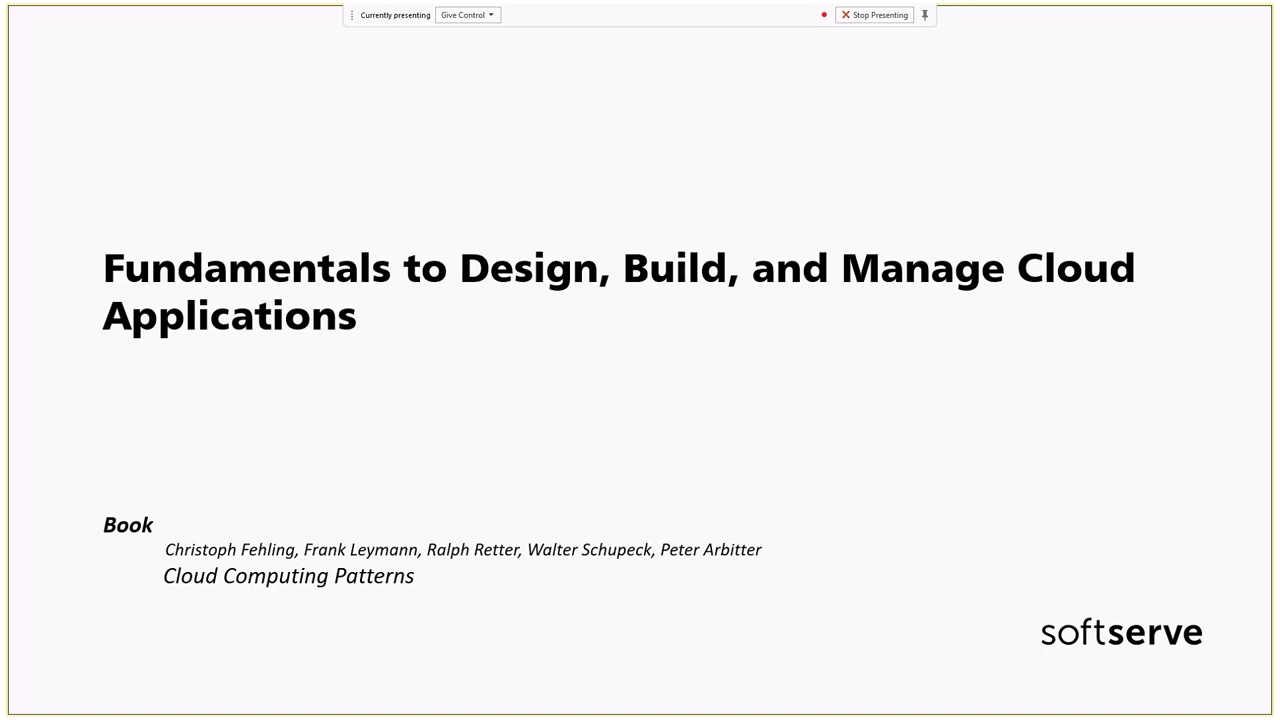 Currently presenting Give Control Stop Presenting
Fundamentals to Design, Build, and Manage Cloud
Applications
Book
Christoph Fehling, Frank Leymann, Ralph Retter, Walter Schupeck, Peter Arbitter
Cloud Computing Patterns
softserve